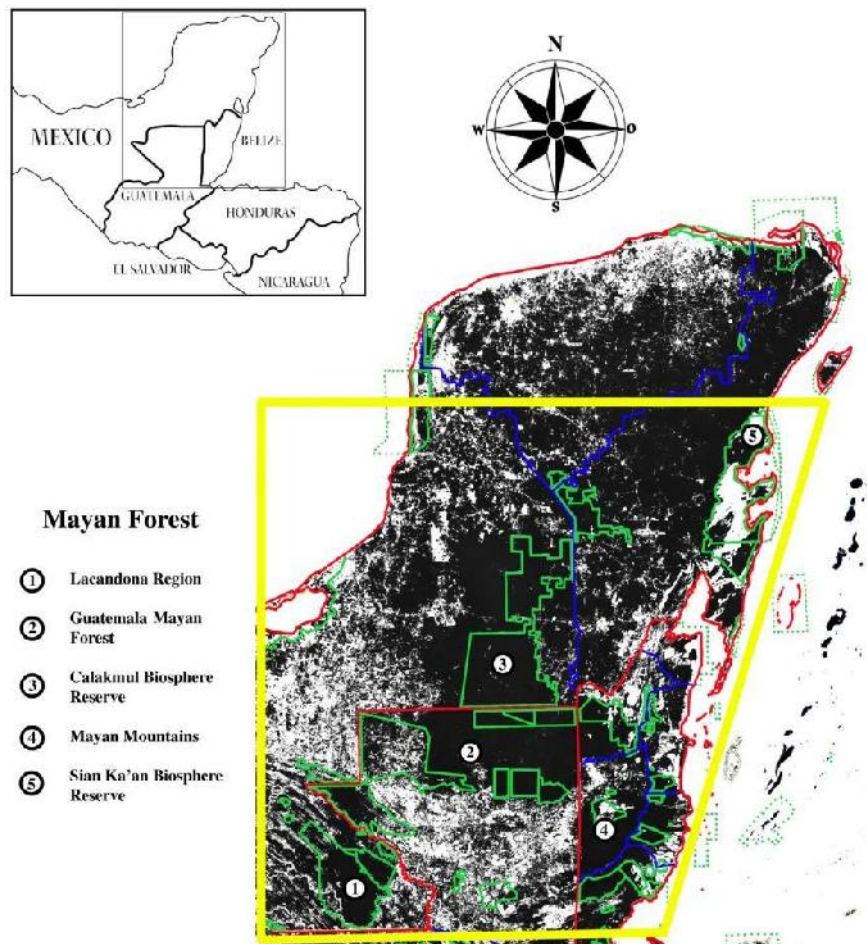 MEXICO
BELIZE
GUATEMALA
HONDURAS
EL SALVADOR
NICARAGUA
N
W
O
S
5
3
2
4
1
Mayan Forest
1 Lacandona Region
2 Guatemala Mayan
Forest
3 Calakmul Biosphere
Reserve
4 Mayan Mountains
5 Sian Ka'an Biosphere
Reserve